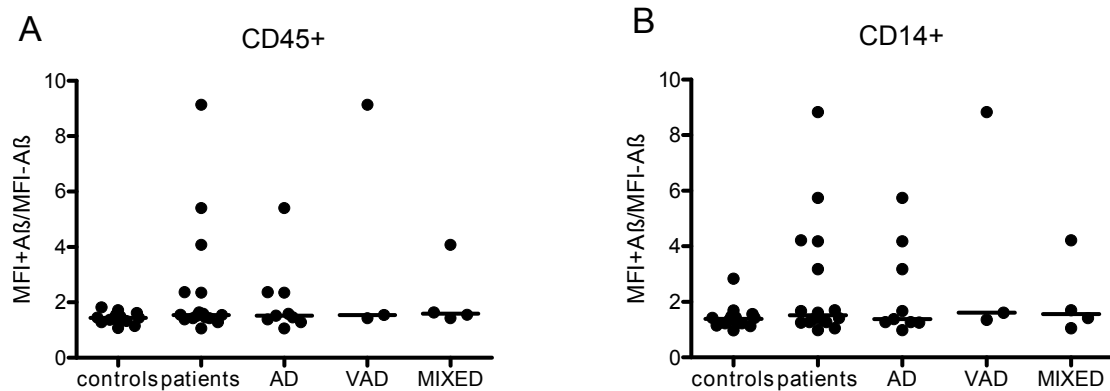 A
CD45+
MFI+Aß/MFI-Aß
10
8
6
4
2
0
controls patients AD VAD MIXED
B
CD14+
MFI+Aß/MFI-Aß
10
8
6
4
2
0
controls patients AD VAD MIXED